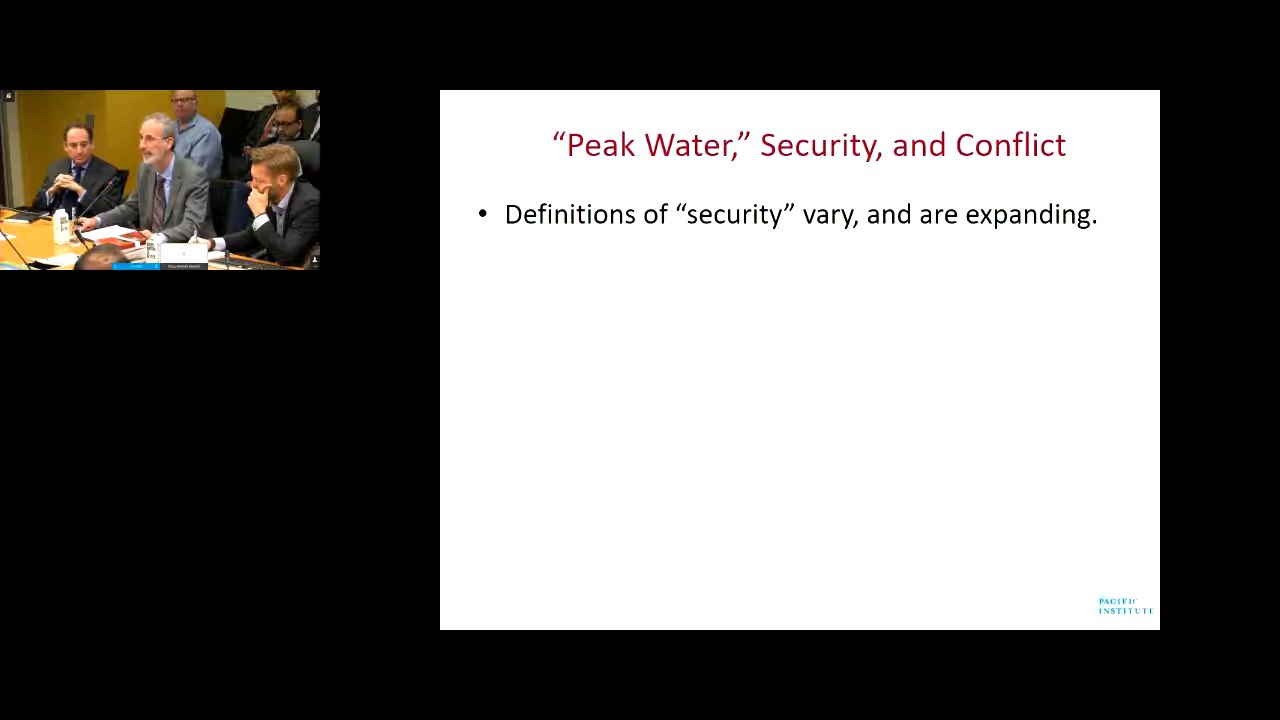 “Peak Water,” Security, and Conflict
• Definitions of “security” vary, and are expanding.
PACIFIC
INSTITUTE